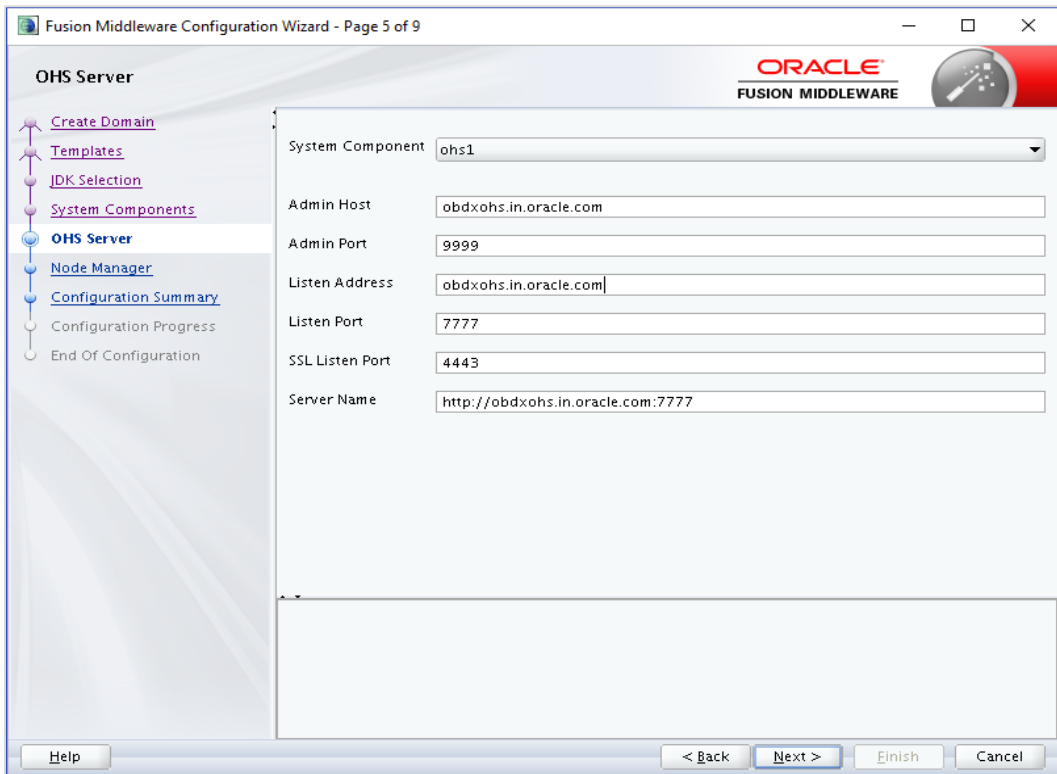 Fusion Middleware Configuration Wizard - Page 5 of 9
OHS Server
ORACLE
FUSION MIDDLEWARE
Create Domain
Templates
JDK Selection
System Components
OHS Server
Node Manager
Configuration Summary
Configuration Progress
End Of Configuration
System Component ohs1
Admin Host obdxohs.in.oracle.com
Admin Port 9999
Listen Address obdxohs.in.oracle.com
Listen Port 7777
SSL Listen Port 4443
Server Name http://obdxohs.in.oracle.com:7777
Help < Back Next > Finish Cancel